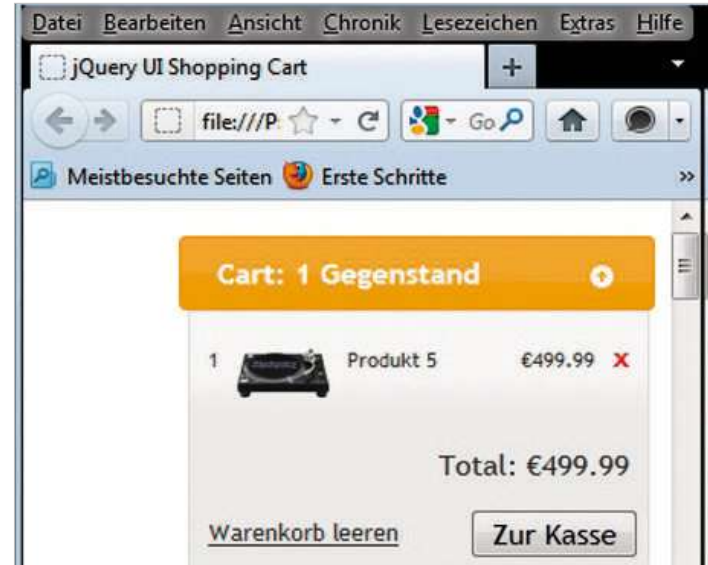 Datei Bearbeiten Ansicht Chronik Lesezeichen Extras Hilfe
jQuery UI Shopping Cart +
file:///P Go
Meistbesuchte Seiten Erste Schritte »
Cart: 1 Gegenstand
1 Produkt 5 €499.99 x
Total: €499.99
Warenkorb leeren Zur Kasse